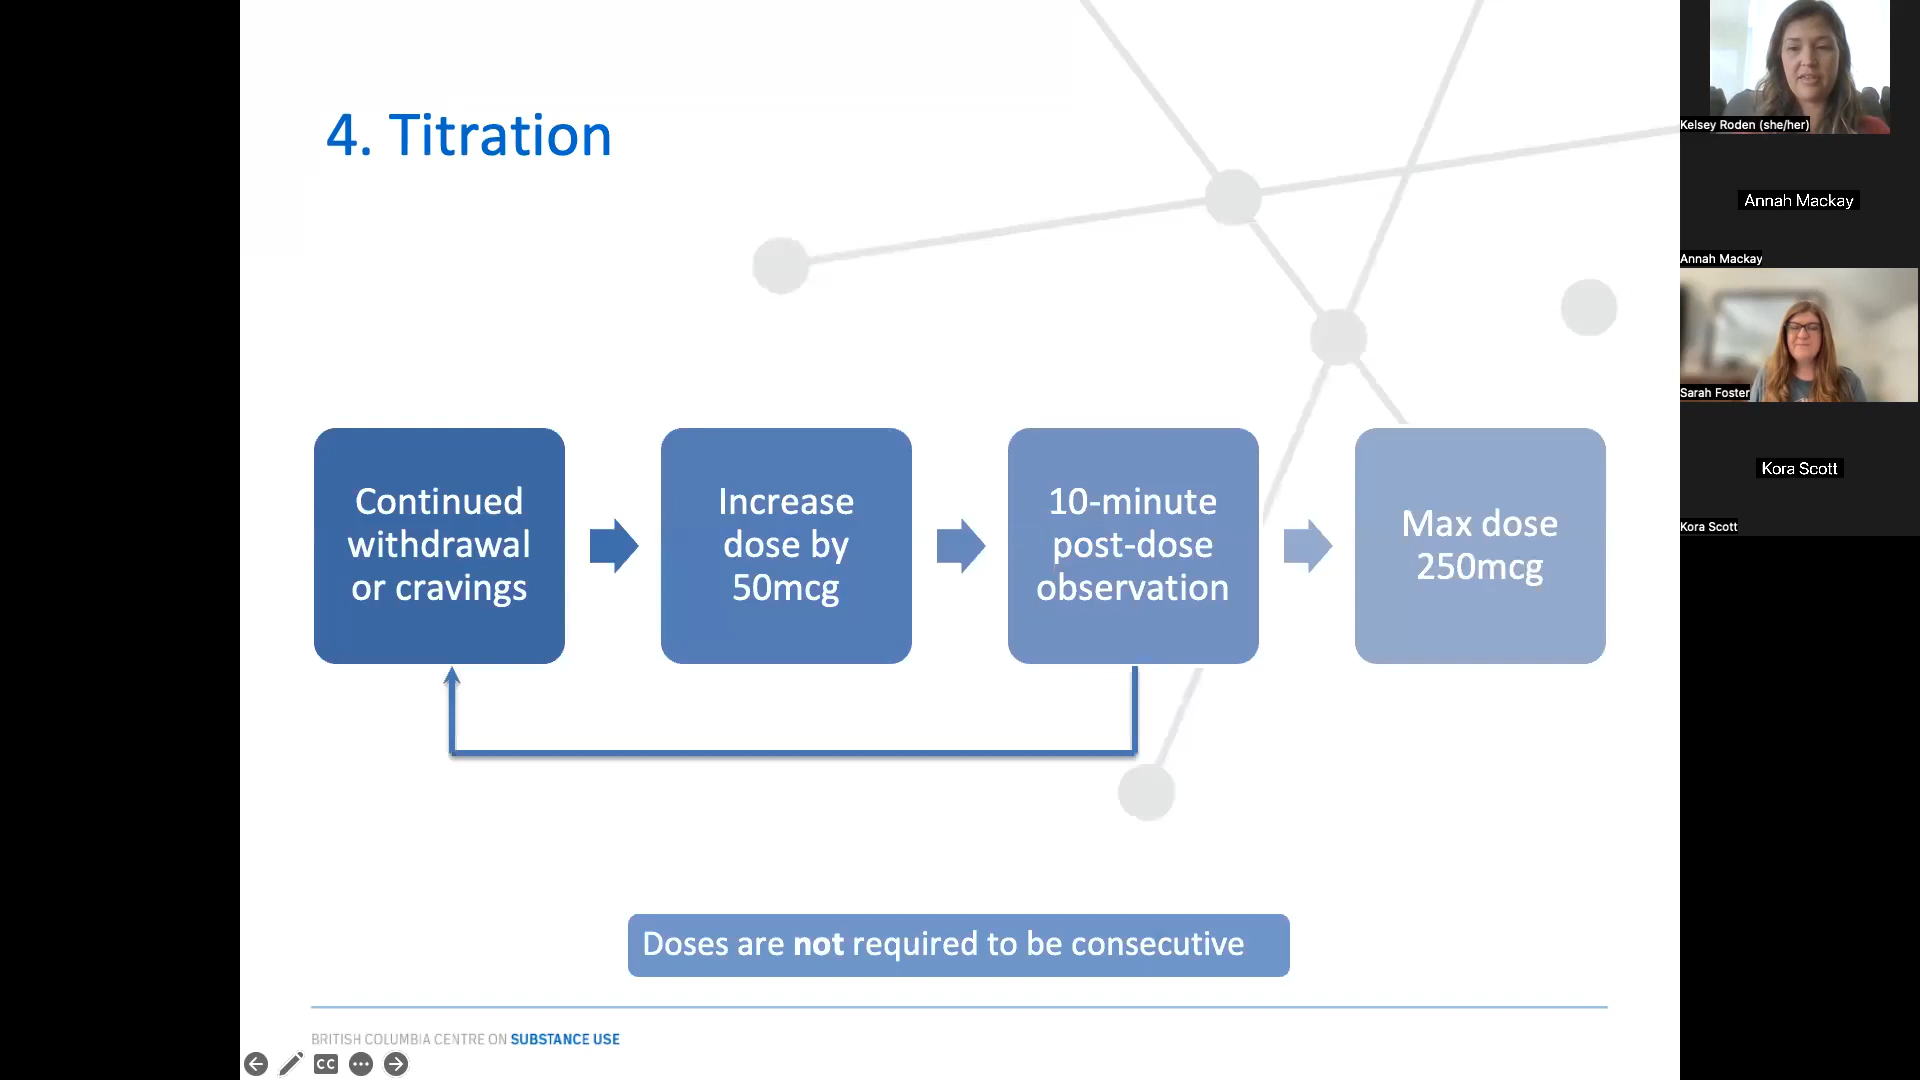 4. Titration
Continued
withdrawal
or cravings
Increase
dose by
50mcg
10-minute
post-dose
observation
Max dose
250mcg
Doses are not required to be consecutive
BRITISH COLUMBIA CENTRE ON SUBSTANCE USE
CC
Kelsey Roden (she/her)
Annah Mackay
Annah Mackay
Sarah Foster
Kora Scott
Kora Scott